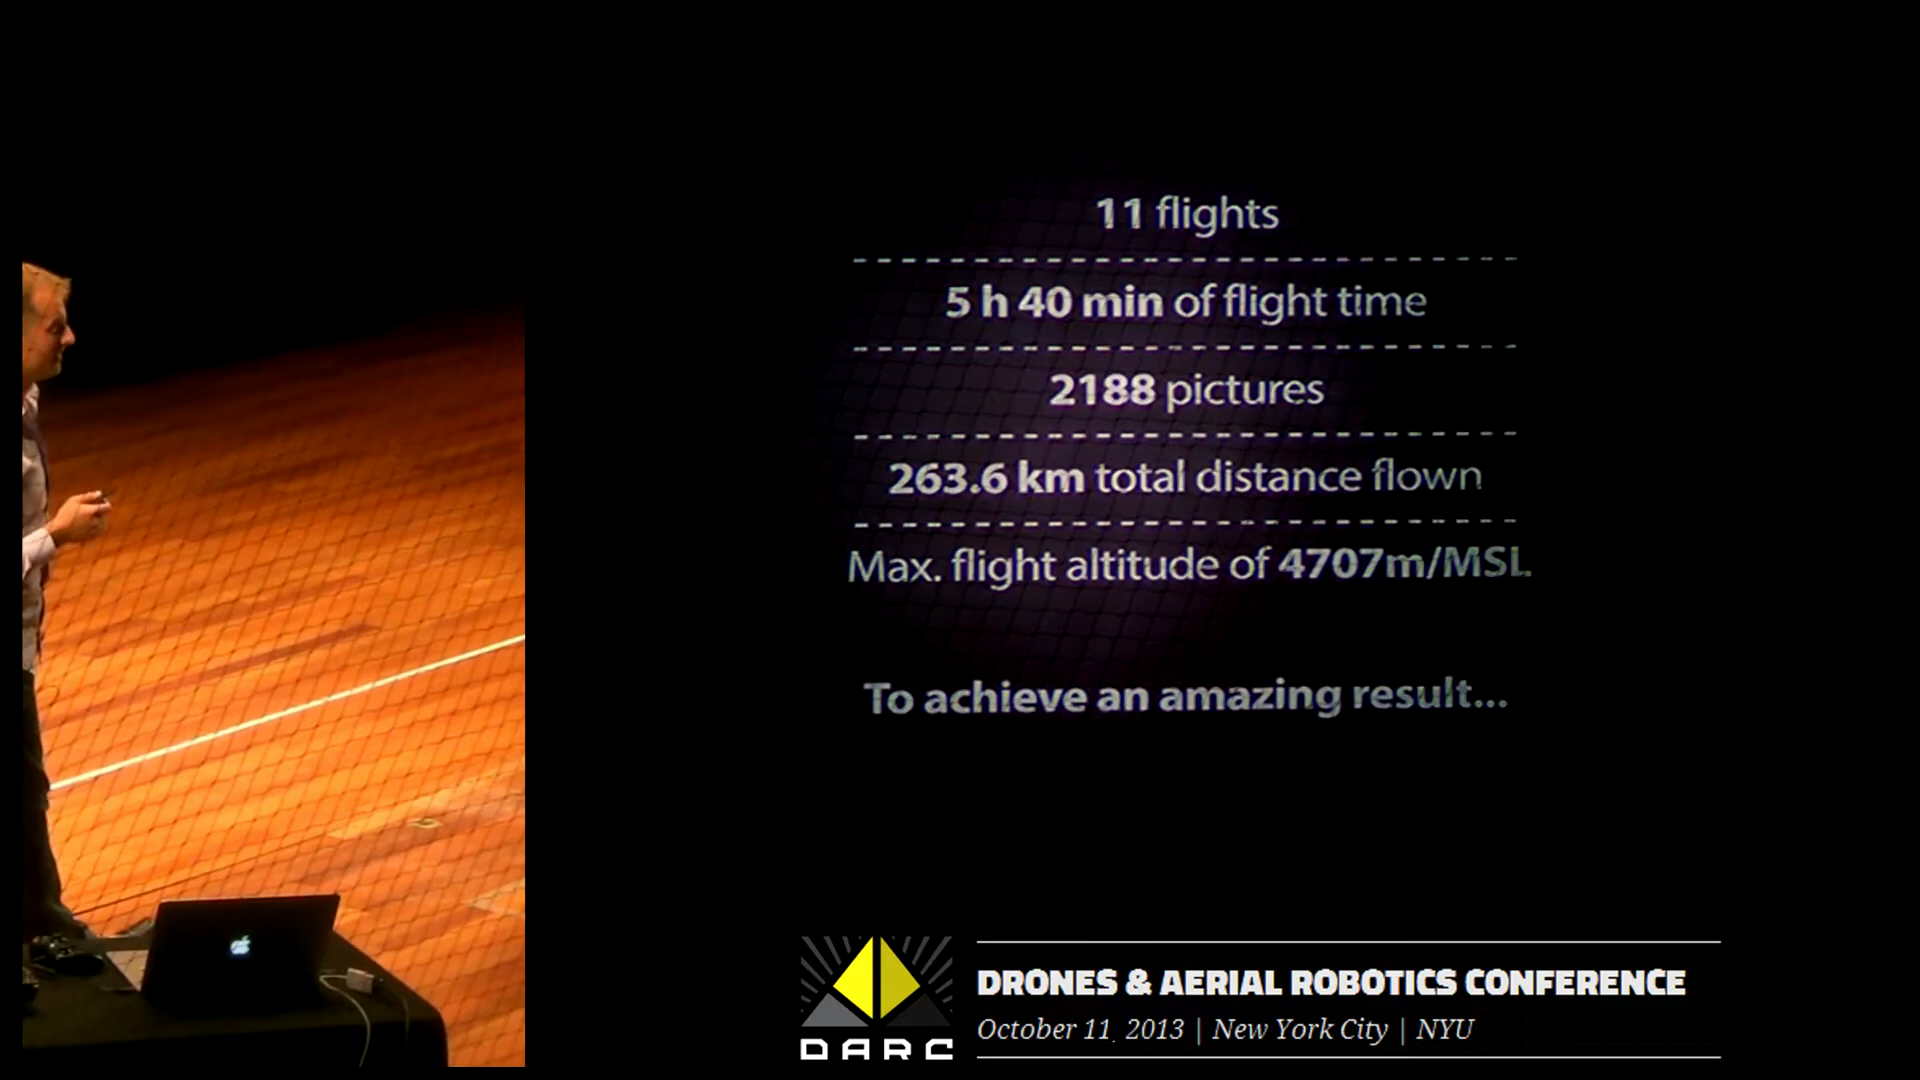 11 flights
5 h 40 min of flight time
2188 pictures
263.6 km total distance flown
Max. flight altitude of 4707m/MSL
To achieve an amazing result...
DARC
DRONES & AERIAL ROBOTICS CONFERENCE
October 11, 2013 | New York City | NYU